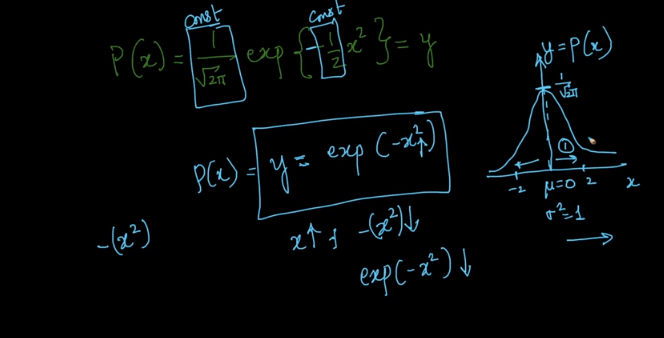 const const
P(x) = 1/√2π exp{-1/2 x²} = y
y = P(x)
1/√2π
P(x) = y = exp(-x²)
①
-2 μ=0 2 x
σ²=1
-(x²) x↑ -(x²)↓
exp(-x²)↓